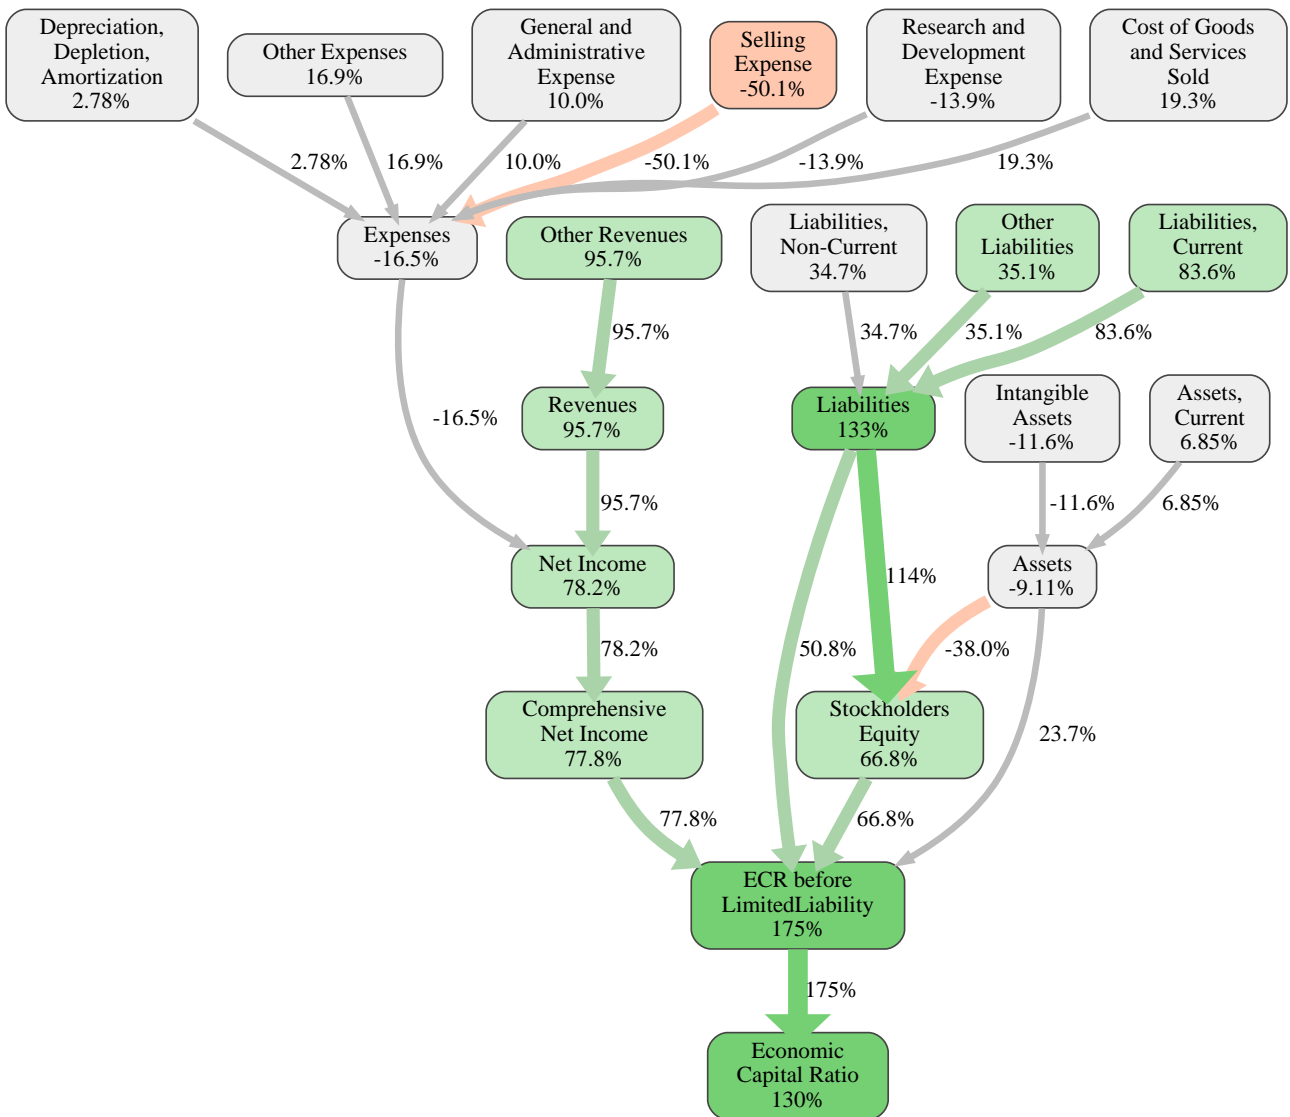 Depreciation,
Depletion,
Amortization
2.78%
Other Expenses
16.9%
General and
Administrative
Expense
10.0%
Selling
Expense
-50.1%
Research and
Development
Expense
-13.9%
Cost of Goods
and Services
Sold
19.3%
2.78%
16.9%
10.0%
-50.1%
-13.9%
19.3%
Expenses
-16.5%
Other Revenues
95.7%
Liabilities,
Non-Current
34.7%
Other
Liabilities
35.1%
Liabilities,
Current
83.6%
95.7%
34.7%
35.1%
83.6%
-16.5%
Revenues
95.7%
Liabilities
133%
Intangible
Assets
-11.6%
Assets,
Current
6.85%
95.7%
-11.6%
6.85%
Net Income
78.2%
114%
Assets
-9.11%
78.2%
50.8%
-38.0%
Comprehensive
Net Income
77.8%
Stockholders
Equity
66.8%
23.7%
77.8%
66.8%
ECR before
LimitedLiability
175%
175%
Economic
Capital Ratio
130%